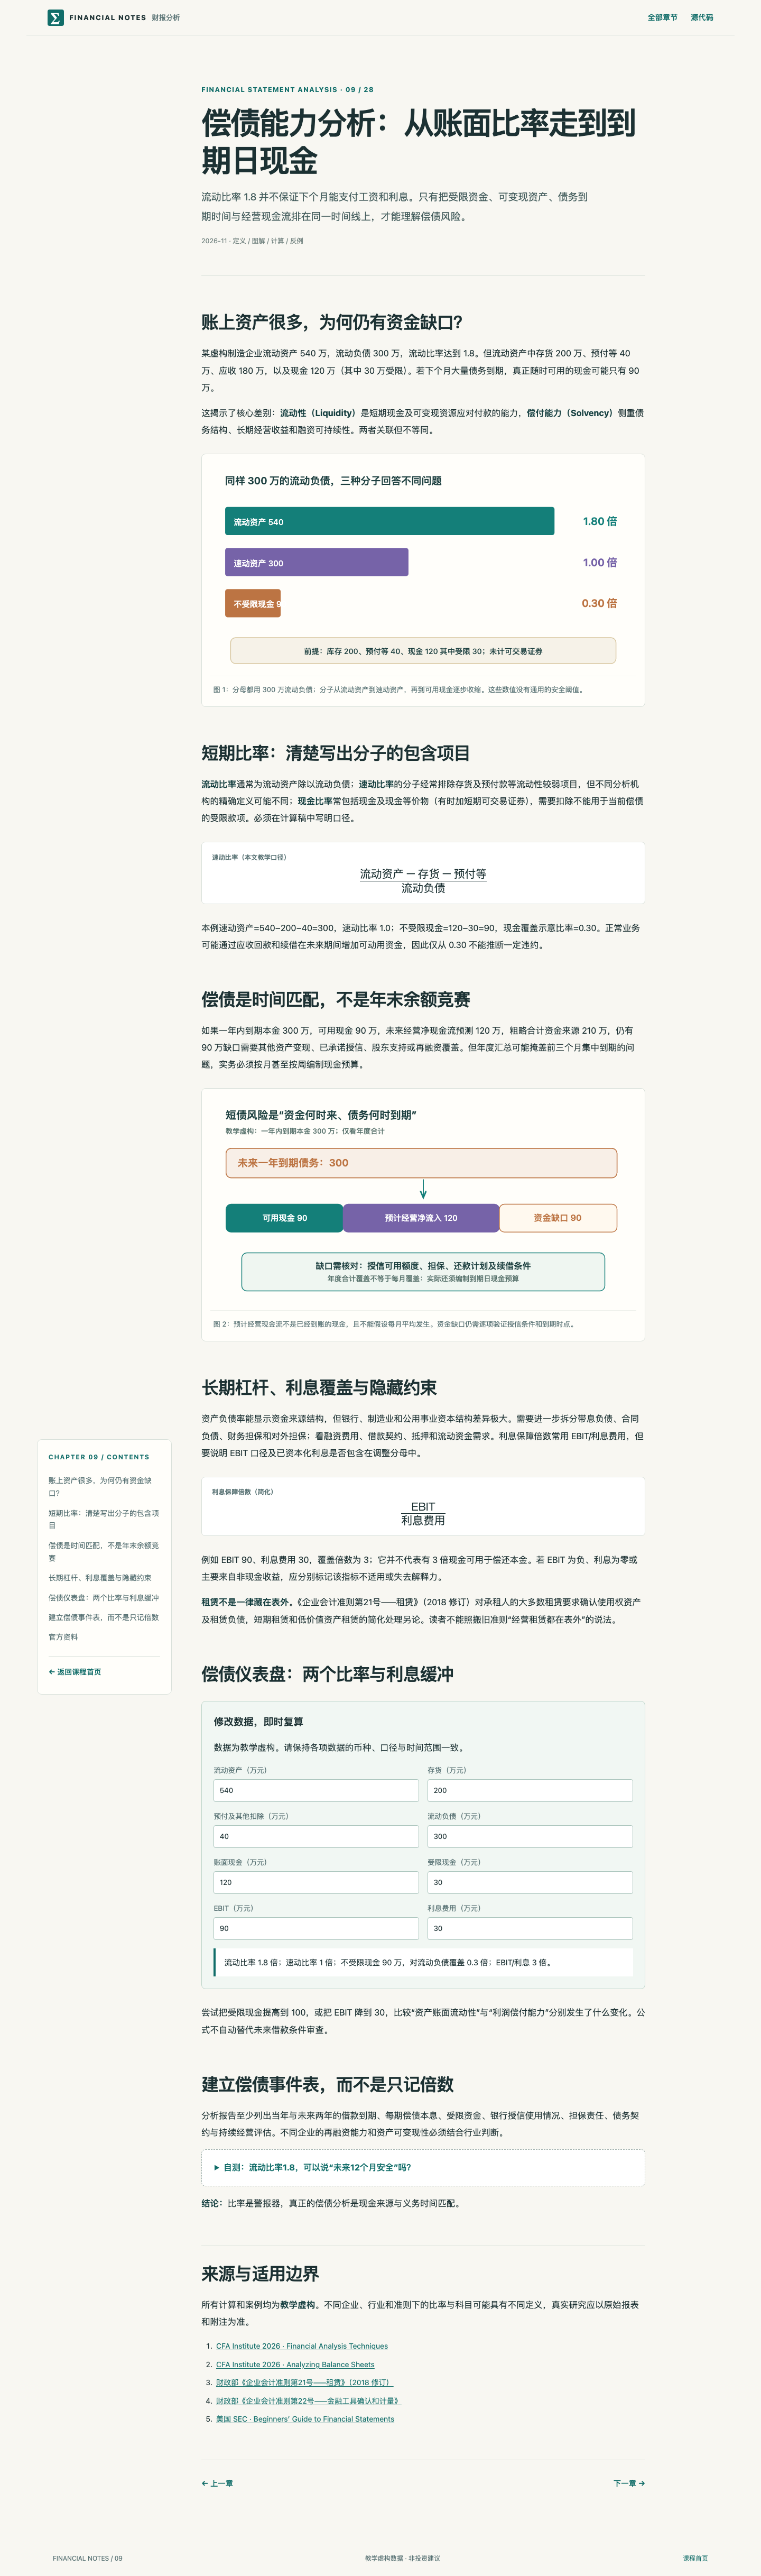 FINANCIAL NOTES 财报分析
全部章节 源代码
FINANCIAL STATEMENT ANALYSIS · 09 / 28
偿债能力分析：从账面比率走到到
期日现金
流动比率 1.8 并不保证下个月能支付工资和利息。只有把受限资金、可变现资产、债务到
期时间与经营现金流排在同一时间线上，才能理解偿债风险。
2026-11 · 定义 / 图解 / 计算 / 反例
账上资产很多，为何仍有资金缺口？
某虚构制造企业流动资产 540 万，流动负债 300 万，流动比率达到 1.8。但流动资产中存货 200 万、预付等 40
万、应收 180 万，以及现金 120 万（其中 30 万受限）。若下个月大量债务到期，真正随时可用的现金可能只有 90
万。
这揭示了核心差别：流动性（Liquidity）是短期现金及可变现资源应对付款的能力，偿付能力（Solvency）侧重债
务结构、长期经营收益和融资可持续性。两者关联但不等同。
同样 300 万的流动负债，三种分子回答不同问题
流动资产 540
1.80 倍
速动资产 300
1.00 倍
不受限现金 9
0.30 倍
前提：库存 200、预付等 40、现金 120 其中受限 30；未计可交易证券
图 1：分母都用 300 万流动负债；分子从流动资产到速动资产，再到可用现金逐步收缩。这些数值没有通用的安全阈值。
短期比率：清楚写出分子的包含项目
流动比率通常为流动资产除以流动负债；速动比率的分子经常排除存货及预付款等流动性较弱项目，但不同分析机
构的精确定义可能不同；现金比率常包括现金及现金等价物（有时加短期可交易证券），需要扣除不能用于当前偿债
的受限款项。必须在计算稿中写明口径。
速动比率（本文教学口径）
流动资产 − 存货 − 预付等
流动负债
本例速动资产=540−200−40=300，速动比率 1.0；不受限现金=120−30=90，现金覆盖示意比率=0.30。正常业务
可能通过应收回款和续借在未来期间增加可动用资金，因此仅从 0.30 不能推断一定违约。
偿债是时间匹配，不是年末余额竞赛
如果一年内到期本金 300 万，可用现金 90 万，未来经营净现金流预测 120 万，粗略合计资金来源 210 万，仍有
90 万缺口需要其他资产变现、已承诺授信、股东支持或再融资覆盖。但年度汇总可能掩盖前三个月集中到期的问
题，实务必须按月甚至按周编制现金预算。
短债风险是“资金何时来、债务何时到期”
教学虚构：一年内到期本金 300 万；仅看年度合计
未来一年到期债务：300
可用现金 90
预计经营净流入 120
资金缺口 90
缺口需核对：授信可用额度、担保、还款计划及续借条件
年度合计覆盖不等于每月覆盖：实际还须编制到期日现金预算
图 2：预计经营现金流不是已经到账的现金，且不能假设每月平均发生。资金缺口仍需逐项验证授信条件和到期时点。
长期杠杆、利息覆盖与隐藏约束
资产负债率能显示资金来源结构，但银行、制造业和公用事业资本结构差异极大。需要进一步拆分带息负债、合同
负债、财务担保和对外担保；看融资费用、借款契约、抵押和流动资金需求。利息保障倍数常用 EBIT/利息费用，但
要说明 EBIT 口径及已资本化利息是否包含在调整分母中。
利息保障倍数（简化）
EBIT
利息费用
例如 EBIT 90、利息费用 30，覆盖倍数为 3；它并不代表有 3 倍现金可用于偿还本金。若 EBIT 为负、利息为零或
主要来自非现金收益，应分别标记该指标不适用或失去解释力。
租赁不是一律藏在表外。《企业会计准则第21号——租赁》（2018 修订）对承租人的大多数租赁要求确认使用权资产
及租赁负债，短期租赁和低价值资产租赁的简化处理另论。读者不能照搬旧准则“经营租赁都在表外”的说法。
CHAPTER 09 / CONTENTS
账上资产很多，为何仍有资金缺
口？
短期比率：清楚写出分子的包含项
目
偿债是时间匹配，不是年末余额竞
赛
长期杠杆、利息覆盖与隐藏约束
偿债仪表盘：两个比率与利息缓冲
建立偿债事件表，而不是只记倍数
官方资料
← 返回课程首页
偿债仪表盘：两个比率与利息缓冲
修改数据，即时复算
数据为教学虚构。请保持各项数据的币种、口径与时间范围一致。
流动资产（万元） 存货（万元）
540 200
预付及其他扣除（万元） 流动负债（万元）
40 300
账面现金（万元） 受限现金（万元）
120 30
EBIT（万元） 利息费用（万元）
90 30
流动比率 1.8 倍；速动比率 1 倍；不受限现金 90 万，对流动负债覆盖 0.3 倍；EBIT/利息 3 倍。
尝试把受限现金提高到 100，或把 EBIT 降到 30，比较“资产账面流动性”与“利润偿付能力”分别发生了什么变化。公
式不自动替代未来借款条件审查。
建立偿债事件表，而不是只记倍数
分析报告至少列出当年与未来两年的借款到期、每期偿债本息、受限资金、银行授信使用情况、担保责任、债务契
约与持续经营评估。不同企业的再融资能力和资产可变现性必须结合行业判断。
▶ 自测：流动比率1.8，可以说“未来12个月安全”吗？
结论：比率是警报器，真正的偿债分析是现金来源与义务时间匹配。
来源与适用边界
所有计算和案例均为教学虚构。不同企业、行业和准则下的比率与科目可能具有不同定义，真实研究应以原始报表
和附注为准。
1. CFA Institute 2026 · Financial Analysis Techniques
2. CFA Institute 2026 · Analyzing Balance Sheets
3. 财政部《企业会计准则第21号——租赁》（2018 修订）
4. 财政部《企业会计准则第22号——金融工具确认和计量》
5. 美国 SEC · Beginners' Guide to Financial Statements
← 上一章 下一章 →
FINANCIAL NOTES / 09 教学虚构数据 · 非投资建议 课程首页